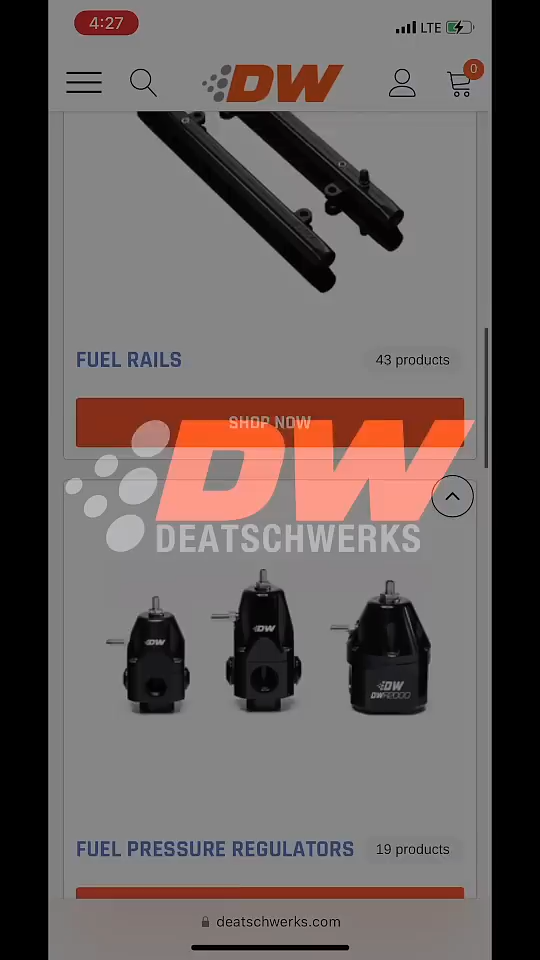 4:27
LTE
DW
0
FUEL RAILS
43 products
SHOP NOW
DW
DEATSCHWERKS
DW
DW
DW
DWR2000
FUEL PRESSURE REGULATORS
19 products
deatschwerks.com